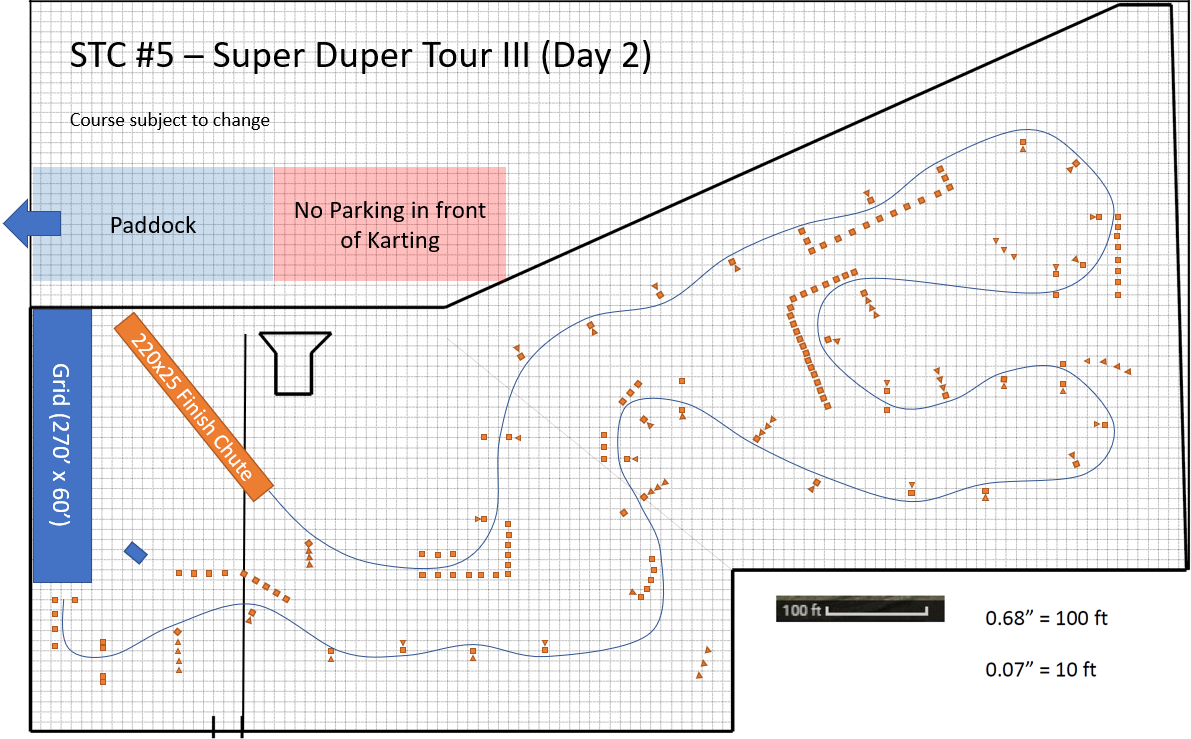 STC #5 – Super Duper Tour III (Day 2)
Course subject to change
Paddock
No Parking in front
of Karting
Grid (270’ x 60’)
220x25 Finish Chute
100 ft
0.68” = 100 ft
0.07” = 10 ft